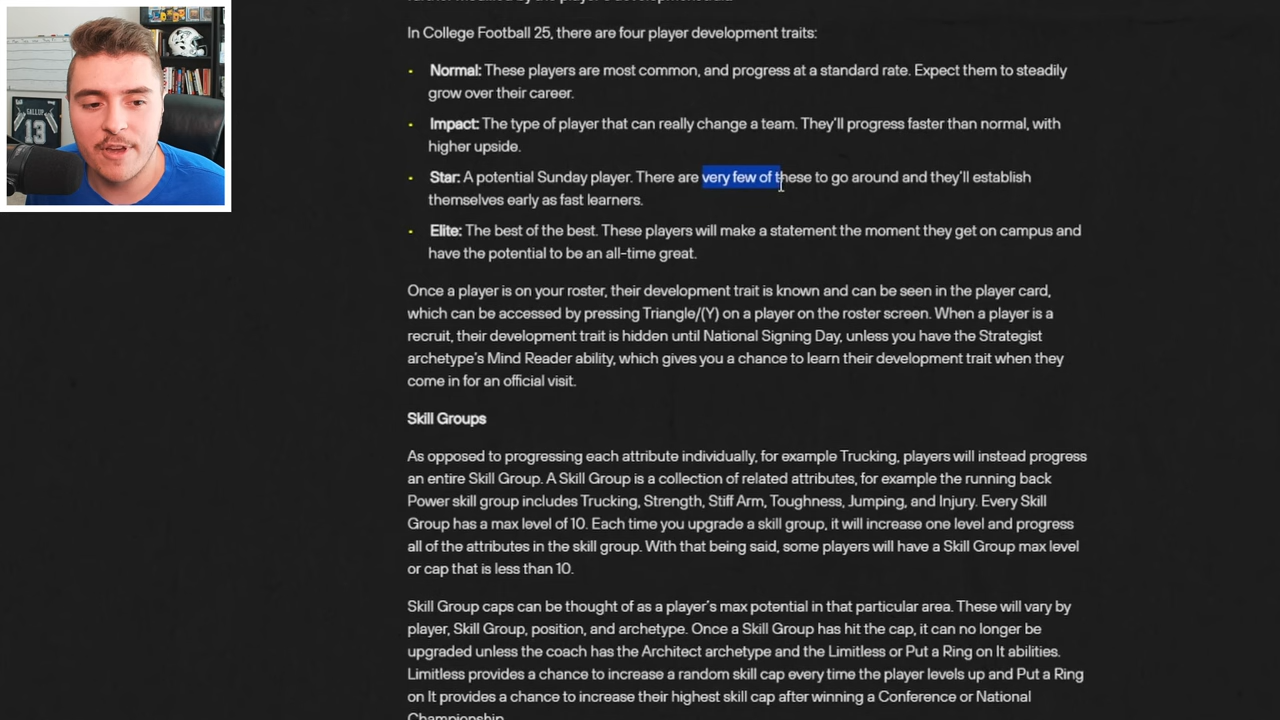 GALLUP
13
In College Football 25, there are four player development traits:
• Normal: These players are most common, and progress at a standard rate. Expect them to steadily
grow over their career.
• Impact: The type of player that can really change a team. They'll progress faster than normal, with
higher upside.
• Star: A potential Sunday player. There are very few of these to go around and they'll establish
themselves early as fast learners.
• Elite: The best of the best. These players will make a statement the moment they get on campus and
have the potential to be an all-time great.
Once a player is on your roster, their development trait is known and can be seen in the player card,
which can be accessed by pressing Triangle/(Y) on a player on the roster screen. When a player is a
recruit, their development trait is hidden until National Signing Day, unless you have the Strategist
archetype's Mind Reader ability, which gives you a chance to learn their development trait when they
come in for an official visit.
Skill Groups
As opposed to progressing each attribute individually, for example Trucking, players will instead progress
an entire Skill Group. A Skill Group is a collection of related attributes, for example the running back
Power skill group includes Trucking, Strength, Stiff Arm, Toughness, Jumping, and Injury. Every Skill
Group has a max level of 10. Each time you upgrade a skill group, it will increase one level and progress
all of the attributes in the skill group. With that being said, some players will have a Skill Group max level
or cap that is less than 10.
Skill Group caps can be thought of as a player's max potential in that particular area. These will vary by
player, Skill Group, position, and archetype. Once a Skill Group has hit the cap, it can no longer be
upgraded unless the coach has the Architect archetype and the Limitless or Put a Ring on It abilities.
Limitless provides a chance to increase a random skill cap every time the player levels up and Put a Ring
on It provides a chance to increase their highest skill cap after winning a Conference or National
Championship.